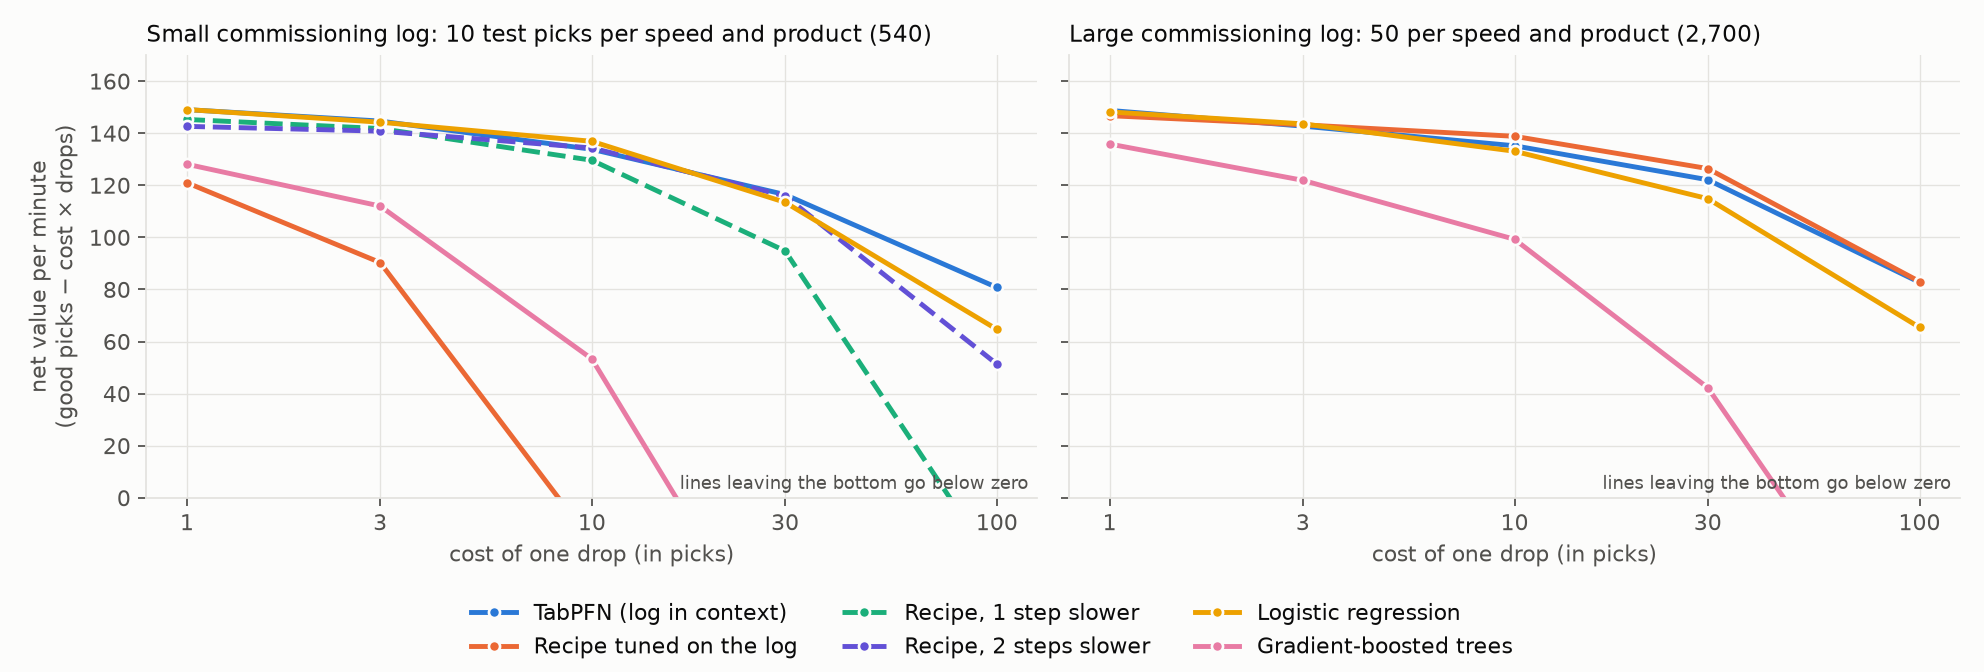 Small commissioning log: 10 test picks per speed and product (540)
Large commissioning log: 50 per speed and product (2,700)
net value per minute
(good picks − cost × drops)
160
140
120
100
80
60
40
20
0
lines leaving the bottom go below zero
lines leaving the bottom go below zero
1
3
10
30
100
1
3
10
30
100
cost of one drop (in picks)
cost of one drop (in picks)
TabPFN (log in context)
Recipe, 1 step slower
Logistic regression
Recipe tuned on the log
Recipe, 2 steps slower
Gradient-boosted trees